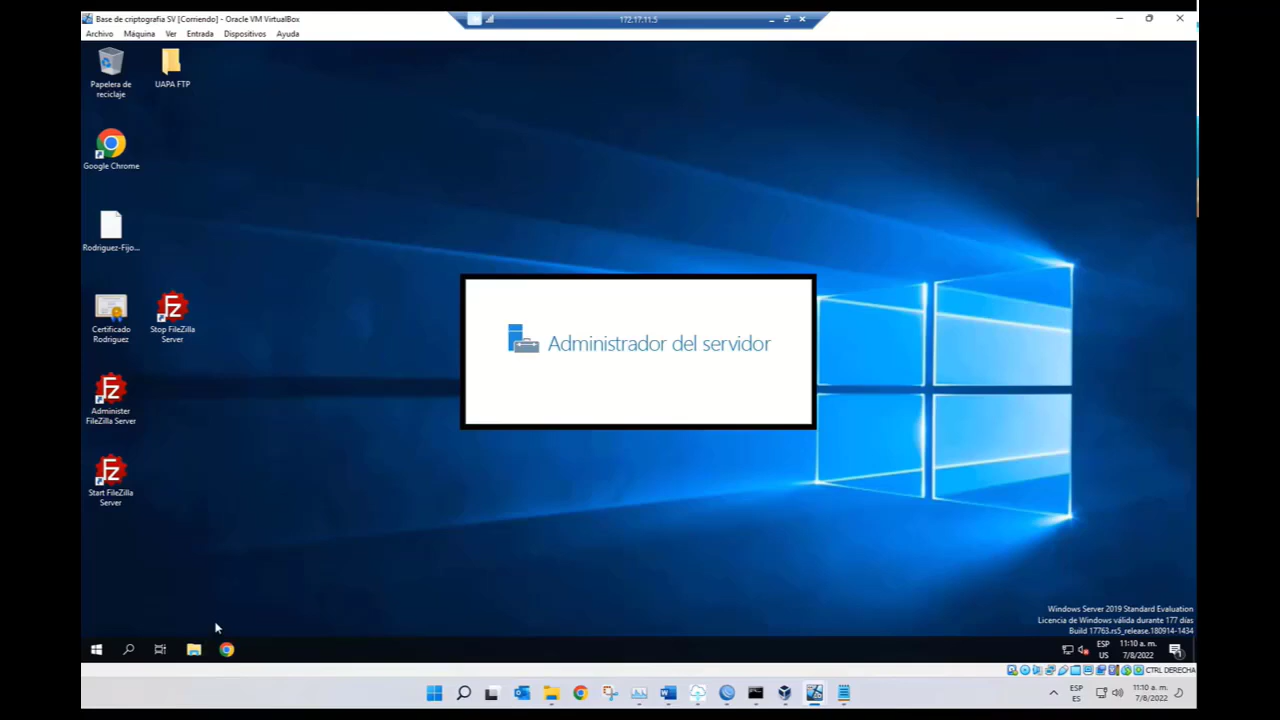 Base de criptografia SV [Corriendo] - Oracle VM VirtualBox
172.17.11.5
Archivo Máquina Ver Entrada Dispositivos Ayuda
Papelera de
reciclaje
UAPA FTP
Google Chrome
Rodriguez-Fijo...
Certificado
Rodriguez
Stop FileZilla
Server
Administer
FileZilla Server
Start FileZilla
Server
Administrador del servidor
Windows Server 2019 Standard Evaluation
Licencia de Windows válida durante 177 días
Build 17763.rs5_release.180914-1434
ESP
US
11:10 a. m.
7/8/2022
1
CTRL DERECHA
ESP
ES
11:10 a. m.
7/8/2022